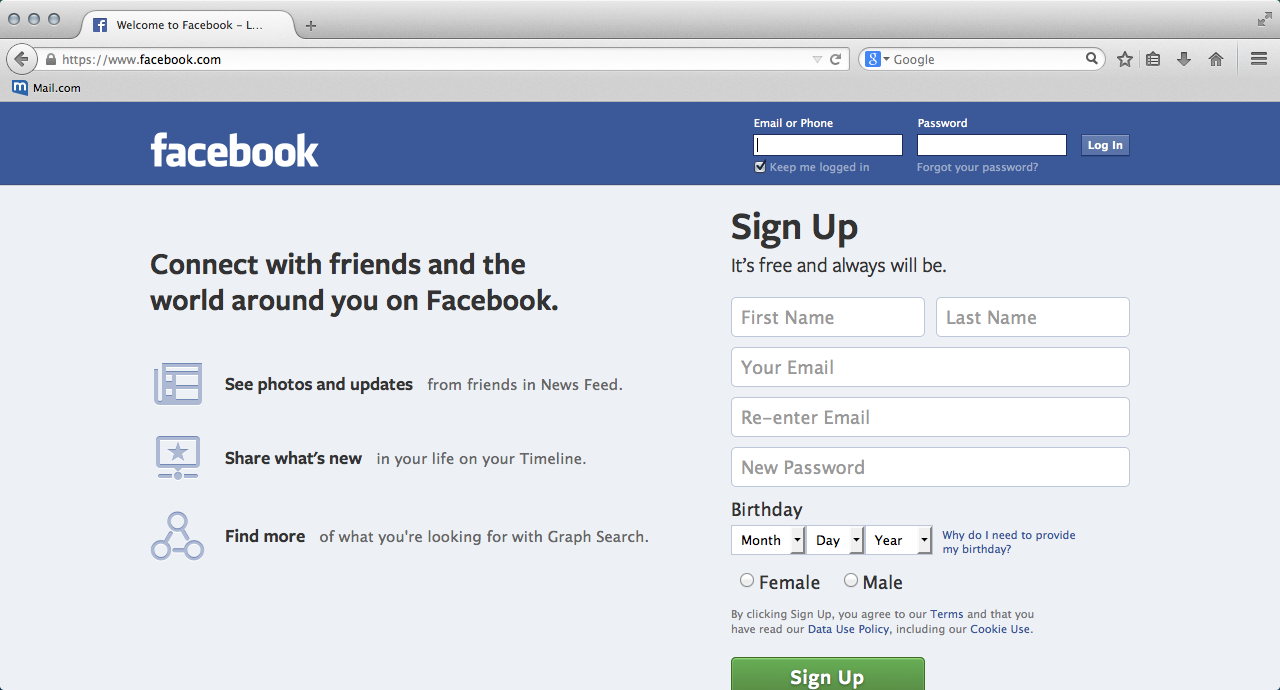 Welcome to Facebook – L...
https://www.facebook.com
8 Google
m Mail.com
facebook
Email or Phone
Password
Log In
Keep me logged in
Forgot your password?
Connect with friends and the
world around you on Facebook.
See photos and updates from friends in News Feed.
Share what's new in your life on your Timeline.
Find more of what you're looking for with Graph Search.
Sign Up
It's free and always will be.
First Name
Last Name
Your Email
Re-enter Email
New Password
Birthday
Month
Day
Year
Why do I need to provide
my birthday?
Female
Male
By clicking Sign Up, you agree to our Terms and that you
have read our Data Use Policy, including our Cookie Use.
Sign Up